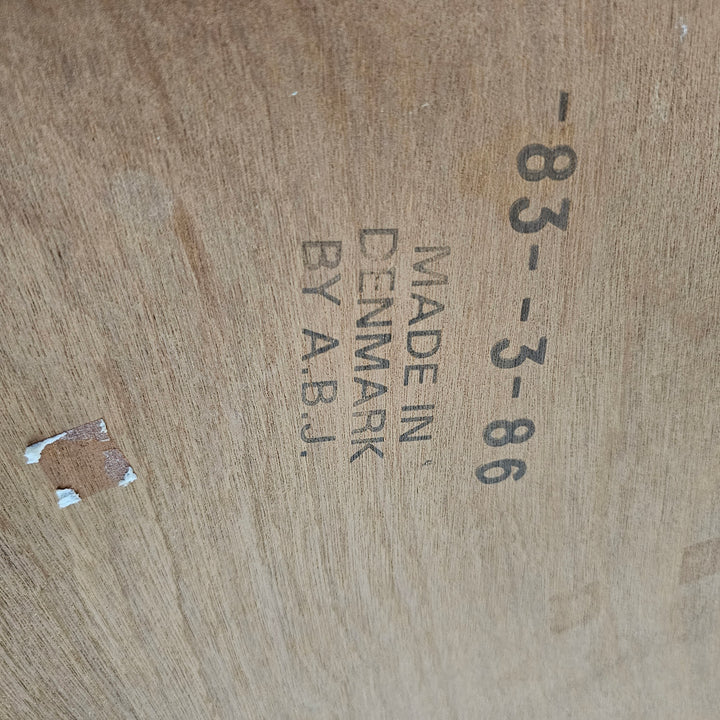 -83--3-86
MADE IN
DENMARK
BY A.B.J.